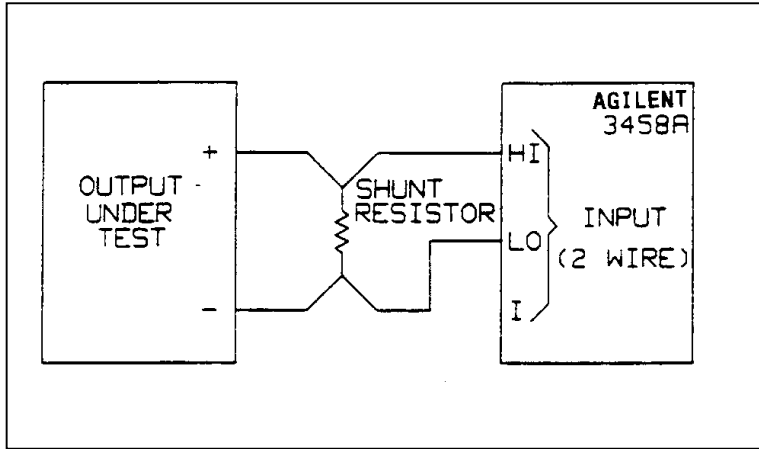 AGILENT
3458A
+
HI
OUTPUT
UNDER
TEST
SHUNT
RESISTOR
LO
INPUT
(2 WIRE)
-
I